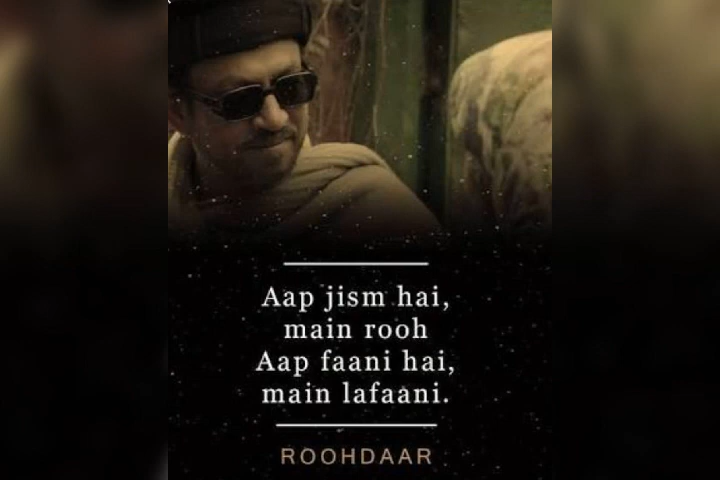 Aap jism hai,
main rooh
Aap faani hai,
main lafaani.
ROOHDAAR